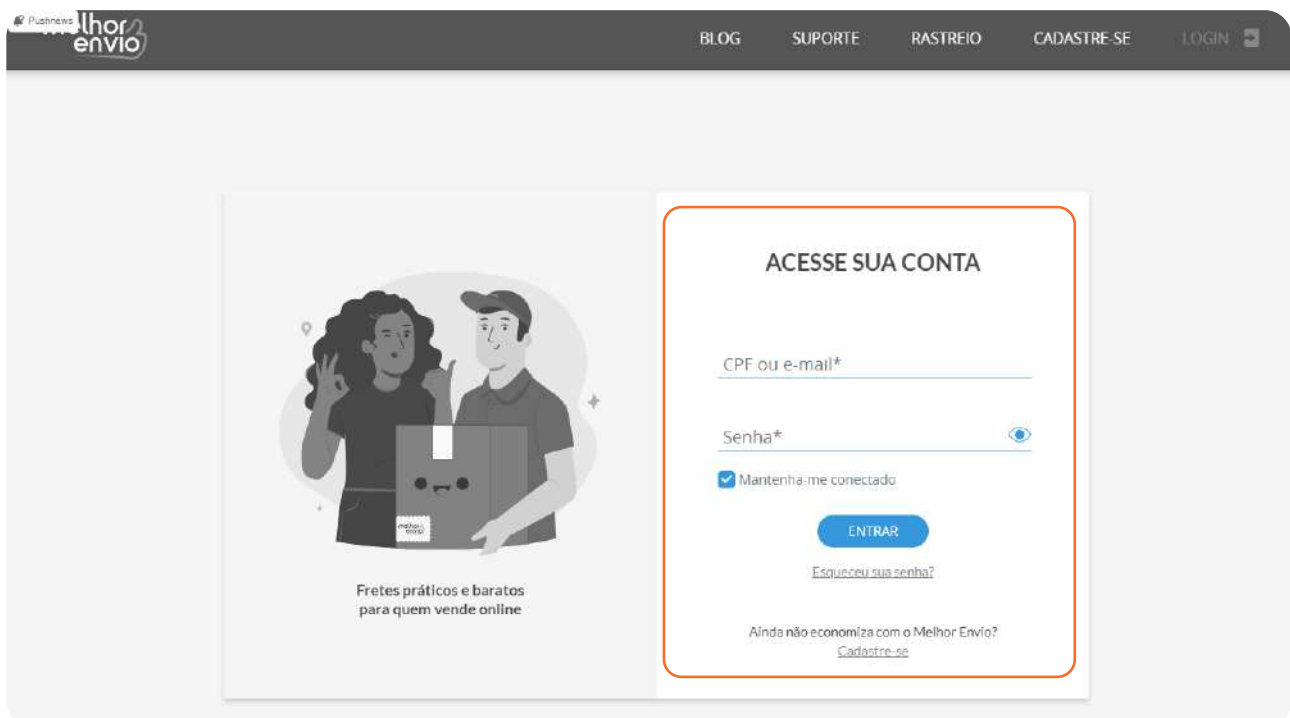 Pushnews
lhor
envio
BLOG SUPORTE RASTREIO CADASTRE-SE LOGIN
ACESSE SUA CONTA
CPF ou e-mail*
Senha*
Mantenha-me conectado
ENTRAR
Esqueceu sua senha?
melhor
envio
Fretes práticos e baratos
para quem vende online
Ainda não economiza com o Melhor Envio?
Cadastre-se